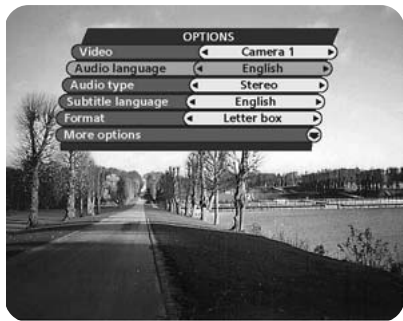 OPTIONS
Video Camera 1
Audio language English
Audio type Stereo
Subtitle language English
Format Letter box
More options